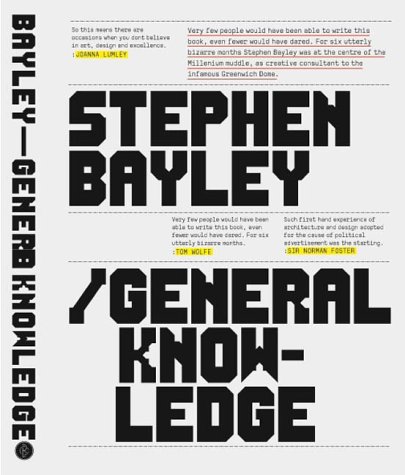 BAYLEY—GENERB KNOWLEDGE
So this means there are
occasions when you dont believe
in art, design and excellence.
:JOANNA LUMLEY
Very few people would have been able to write this
book, even fewer would have dared. For six utterly
bizarre months Stephen Bayley was at the centre of the
Millenium muddle, as creative consultant to the
infamous Greenwich Dome.
STEPHEN
BAYLEY
Very few people would have been
able to write this book, even
fewer would have dared. For six
utterly bizarre months.
:TOM WOLFE
Such first hand experience of
architecture and design adopted
for the cause of political
advertisement was the starting.
:SIR NORMAN FOSTER
/GENERAL
KNOW-
LEDGE